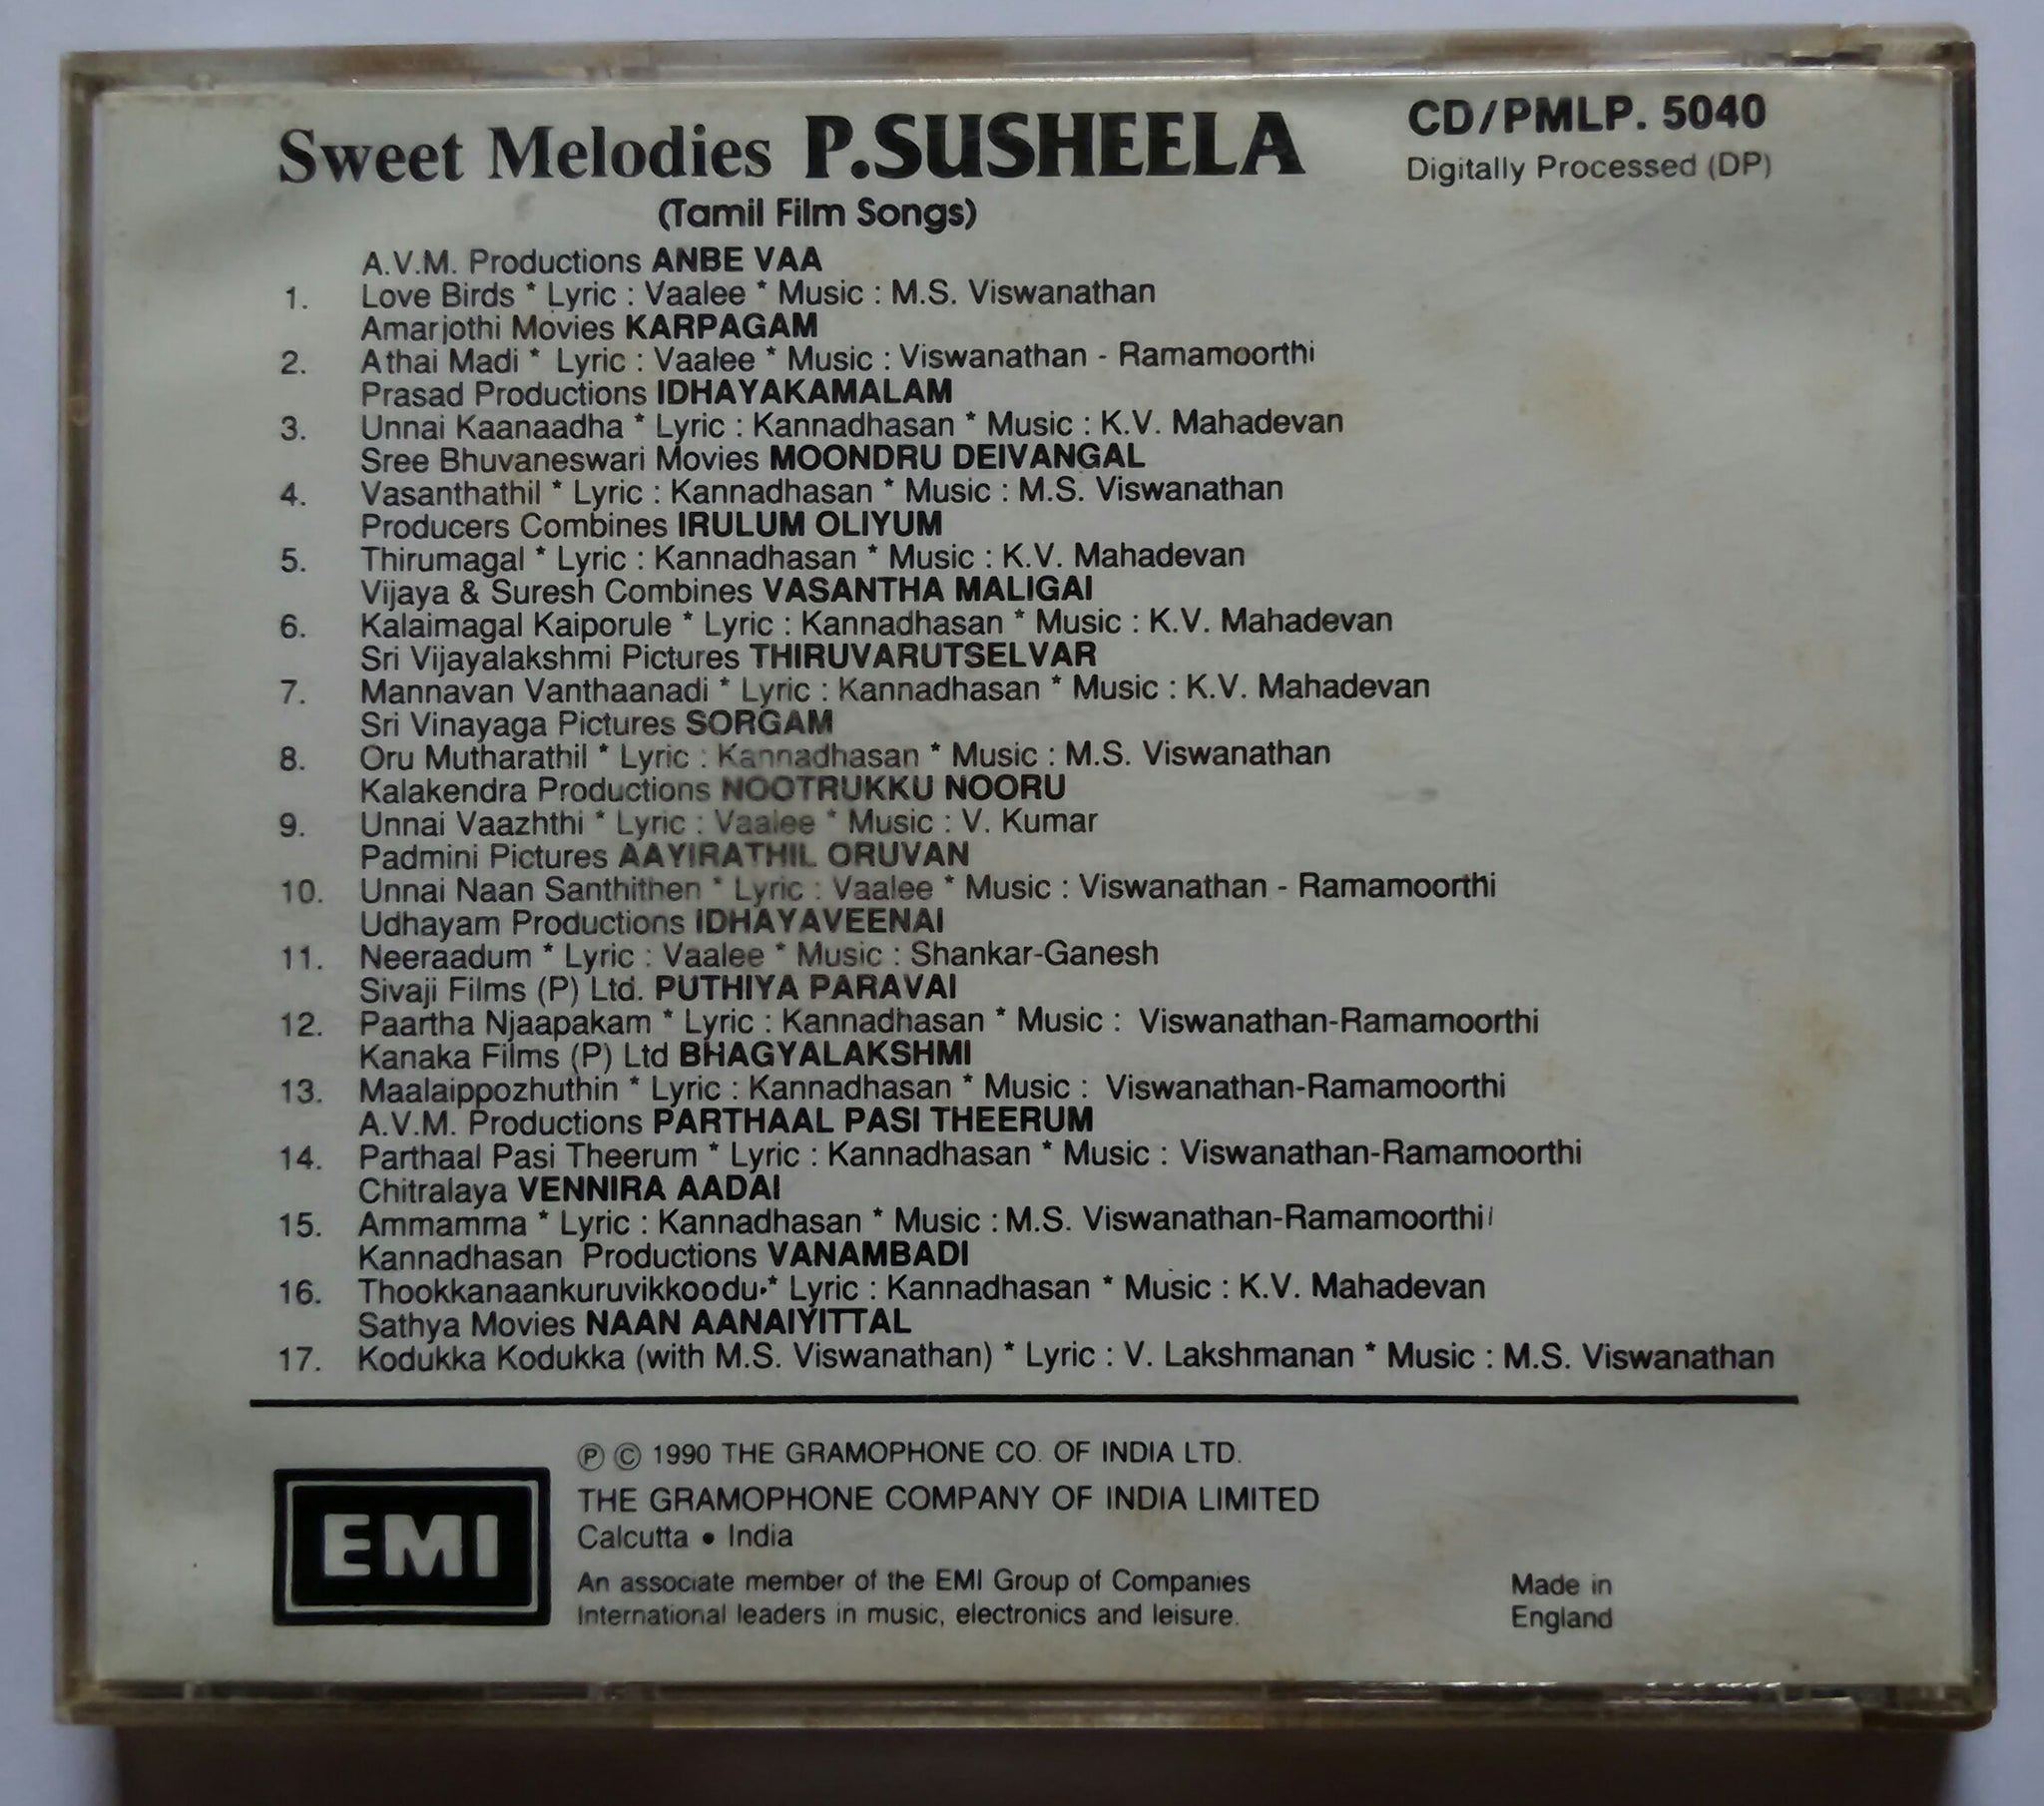 Sweet Melodies P.SUSHEELA
CD/PMLP. 5040
Digitally Processed (DP)
(Tamil Film Songs)
A.V.M. Productions ANBE VAA
1. Love Birds * Lyric : Vaalee * Music : M.S. Viswanathan
Amarjothi Movies KARPAGAM
2. Athai Madi * Lyric : Vaalee * Music : Viswanathan - Ramamoorthi
Prasad Productions IDHAYAKAMALAM
3. Unnai Kaanaadha * Lyric : Kannadhasan * Music : K.V. Mahadevan
Sree Bhuvaneswari Movies MOONDRU DEIVANGAL
4. Vasanthathil * Lyric : Kannadhasan * Music : M.S. Viswanathan
Producers Combines IRULUM OLIYUM
5. Thirumagal * Lyric : Kannadhasan * Music : K.V. Mahadevan
Vijaya & Suresh Combines VASANTHA MALIGAI
6. Kalaimagal Kaiporule * Lyric : Kannadhasan * Music : K.V. Mahadevan
Sri Vijayalakshmi Pictures THIRUVARUTSELVAR
7. Mannavan Vanthaanadi * Lyric : Kannadhasan * Music : K.V. Mahadevan
Sri Vinayaga Pictures SORGAM
8. Oru Mutharathil * Lyric : Kannadhasan * Music : M.S. Viswanathan
Kalakendra Productions NOOTRUKKU NOORU
9. Unnai Vaazhthi * Lyric : Vaalee * Music : V. Kumar
Padmini Pictures AAYIRATHIL ORUVAN
10. Unnai Naan Santhithen * Lyric : Vaalee * Music : Viswanathan - Ramamoorthi
Udhayam Productions IDHAYAVEENAI
11. Neeraadum * Lyric : Vaalee * Music : Shankar-Ganesh
Sivaji Films (P) Ltd. PUTHIYA PARAVAI
12. Paartha Njaapakam * Lyric : Kannadhasan * Music : Viswanathan-Ramamoorthi
Kanaka Films (P) Ltd BHAGYALAKSHMI
13. Maalaippozhuthin * Lyric : Kannadhasan * Music : Viswanathan-Ramamoorthi
A.V.M. Productions PARTHAAL PASI THEERUM
14. Parthaal Pasi Theerum * Lyric : Kannadhasan * Music : Viswanathan-Ramamoorthi
Chitralaya VENNIRA AADAI
15. Ammamma * Lyric : Kannadhasan * Music : M.S. Viswanathan-Ramamoorthi
Kannadhasan Productions VANAMBADI
16. Thookkanaankuruvikkoodu * Lyric : Kannadhasan * Music : K.V. Mahadevan
Sathya Movies NAAN AANAIYITTAL
17. Kodukka Kodukka (with M.S. Viswanathan) * Lyric : V. Lakshmanan * Music : M.S. Viswanathan
EMI
℗ © 1990 THE GRAMOPHONE CO. OF INDIA LTD.
THE GRAMOPHONE COMPANY OF INDIA LIMITED
Calcutta • India
An associate member of the EMI Group of Companies
International leaders in music, electronics and leisure.
Made in
England